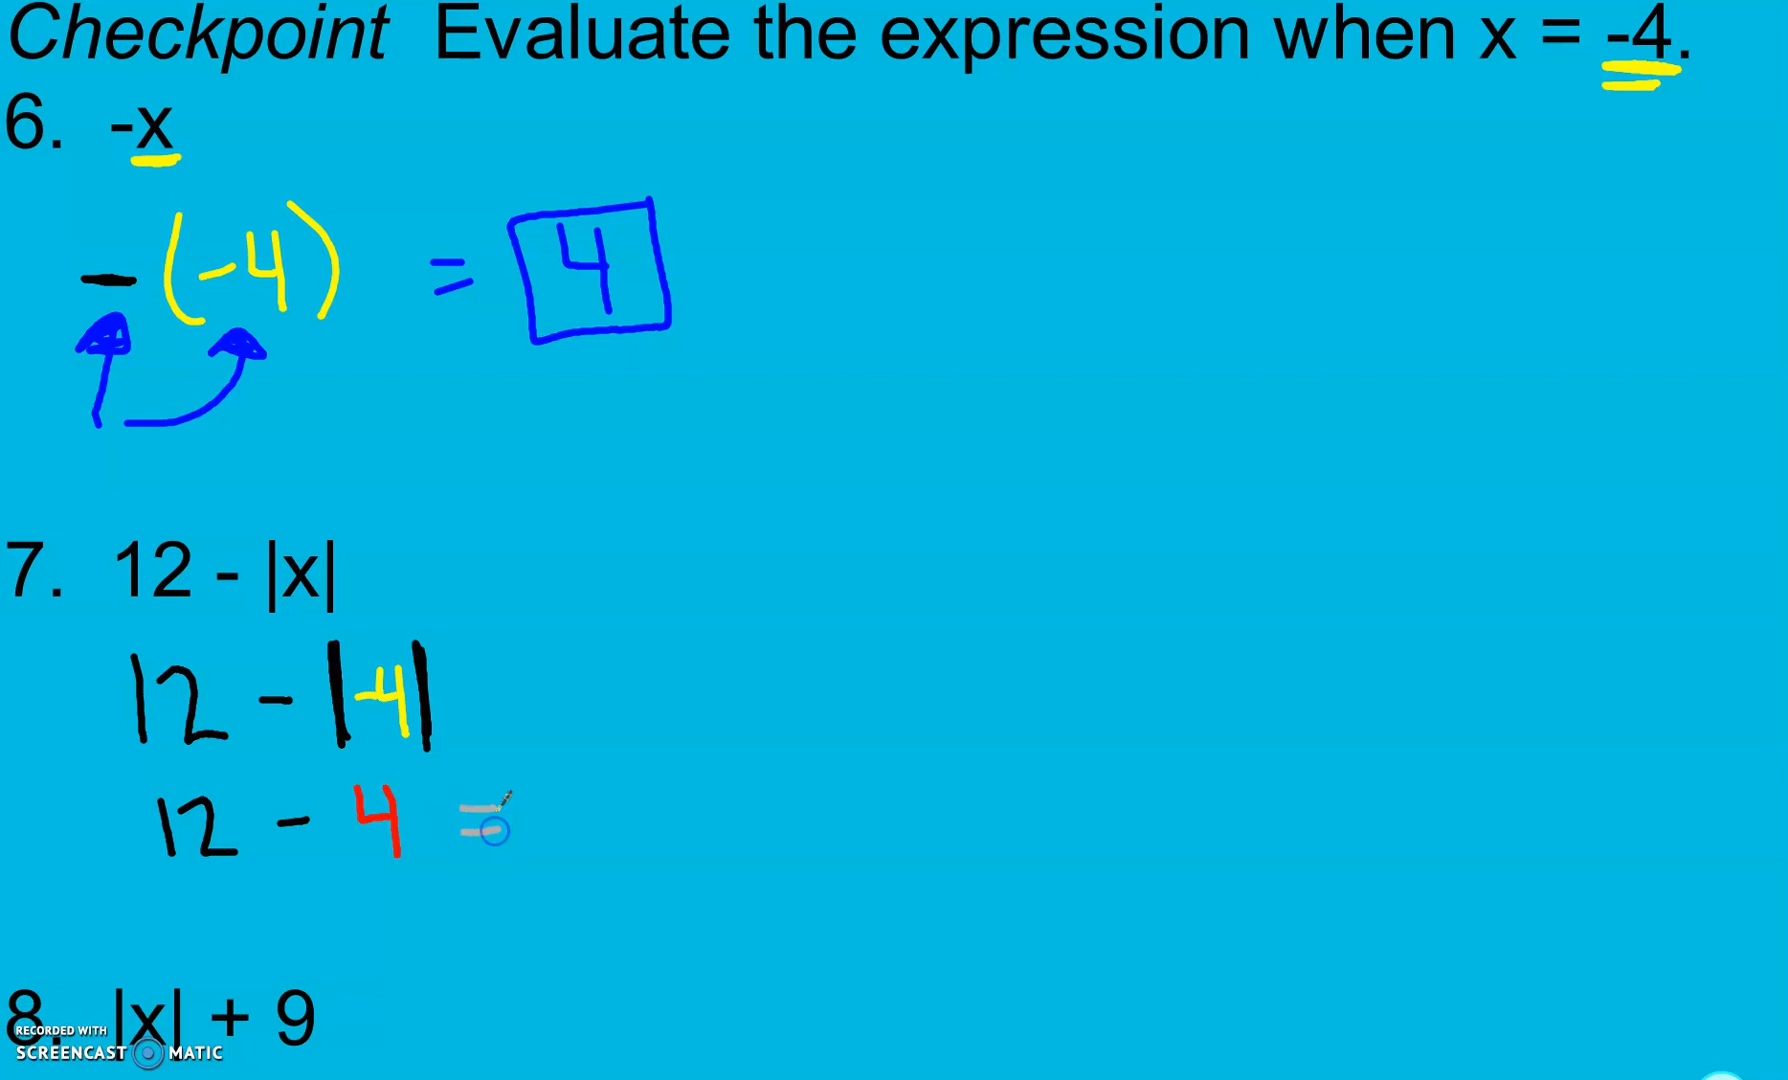 Checkpoint Evaluate the expression when x = -4.
6. -x
- (-4) = 4
7. 12 - |x|
12 - |-4|
12 - 4 =
8. |x| + 9
RECORDED WITH
SCREENCAST MATIC